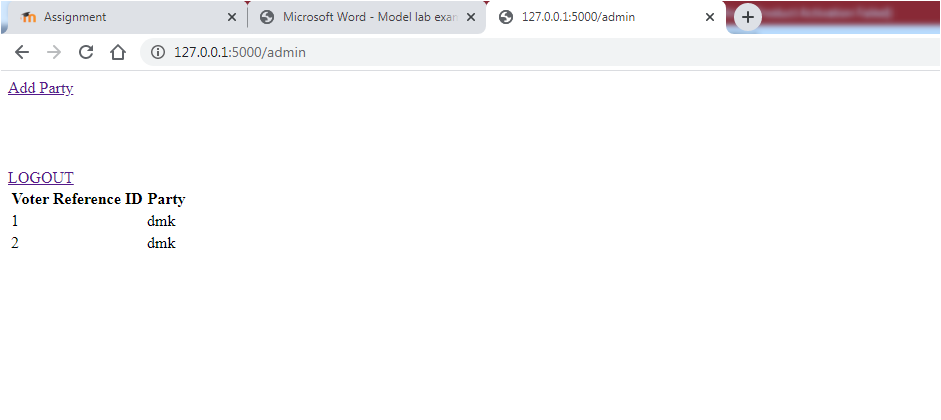 Assignment
Microsoft Word - Model lab exan
127.0.0.1:5000/admin
127.0.0.1:5000/admin
Add Party
LOGOUT
Voter Reference ID Party
1 dmk
2 dmk